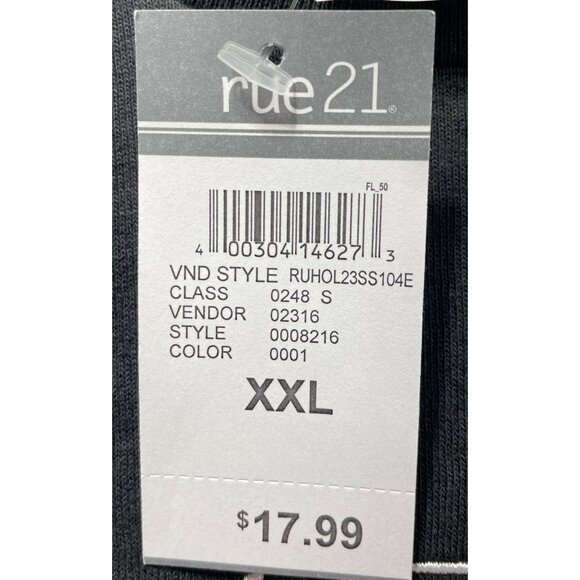 rue21®
FL_50
4 00304 14627 3
VND STYLE RUHOL23SS104E
CLASS 0248 S
VENDOR 02316
STYLE 0008216
COLOR 0001
XXL
$17.99